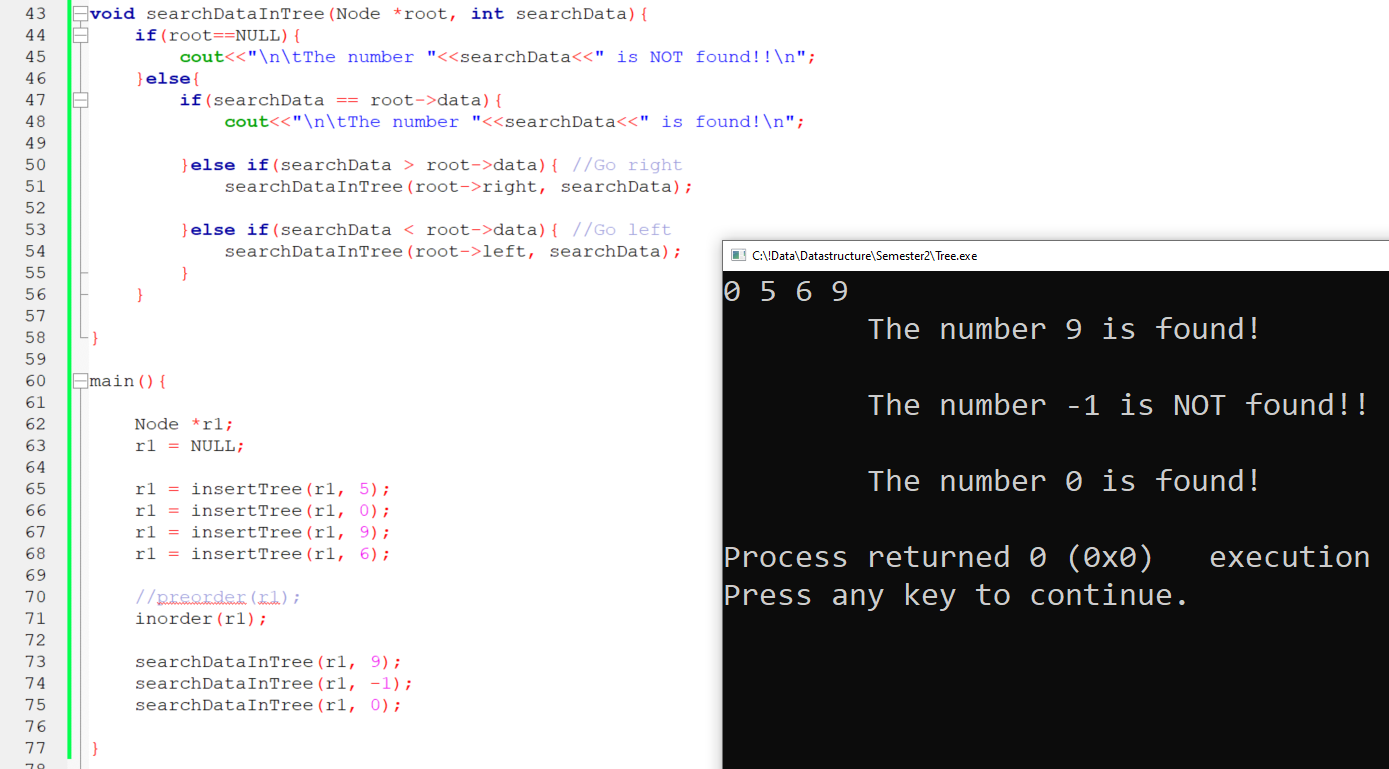 43 void searchDataInTree(Node *root, int searchData){
44     if(root==NULL){
45         cout<<"\n\tThe number "<<searchData<<" is NOT found!!\n";
46     }else{
47         if(searchData == root->data){
48             cout<<"\n\tThe number "<<searchData<<" is found!\n";
49
50         }else if(searchData > root->data){ //Go right
51             searchDataInTree(root->right, searchData);
52
53         }else if(searchData < root->data){ //Go left
54             searchDataInTree(root->left, searchData);
55         }
56     }
57
58 }
59
60 main(){
61
62     Node *r1;
63     r1 = NULL;
64
65     r1 = insertTree(r1, 5);
66     r1 = insertTree(r1, 0);
67     r1 = insertTree(r1, 9);
68     r1 = insertTree(r1, 6);
69
70     //preorder(r1);
71     inorder(r1);
72
73     searchDataInTree(r1, 9);
74     searchDataInTree(r1, -1);
75     searchDataInTree(r1, 0);
76
77 }
78
C:\!Data\Datastructure\Semester2\Tree.exe
0 5 6 9
The number 9 is found!
The number -1 is NOT found!!
The number 0 is found!
Process returned 0 (0x0)   execution
Press any key to continue.